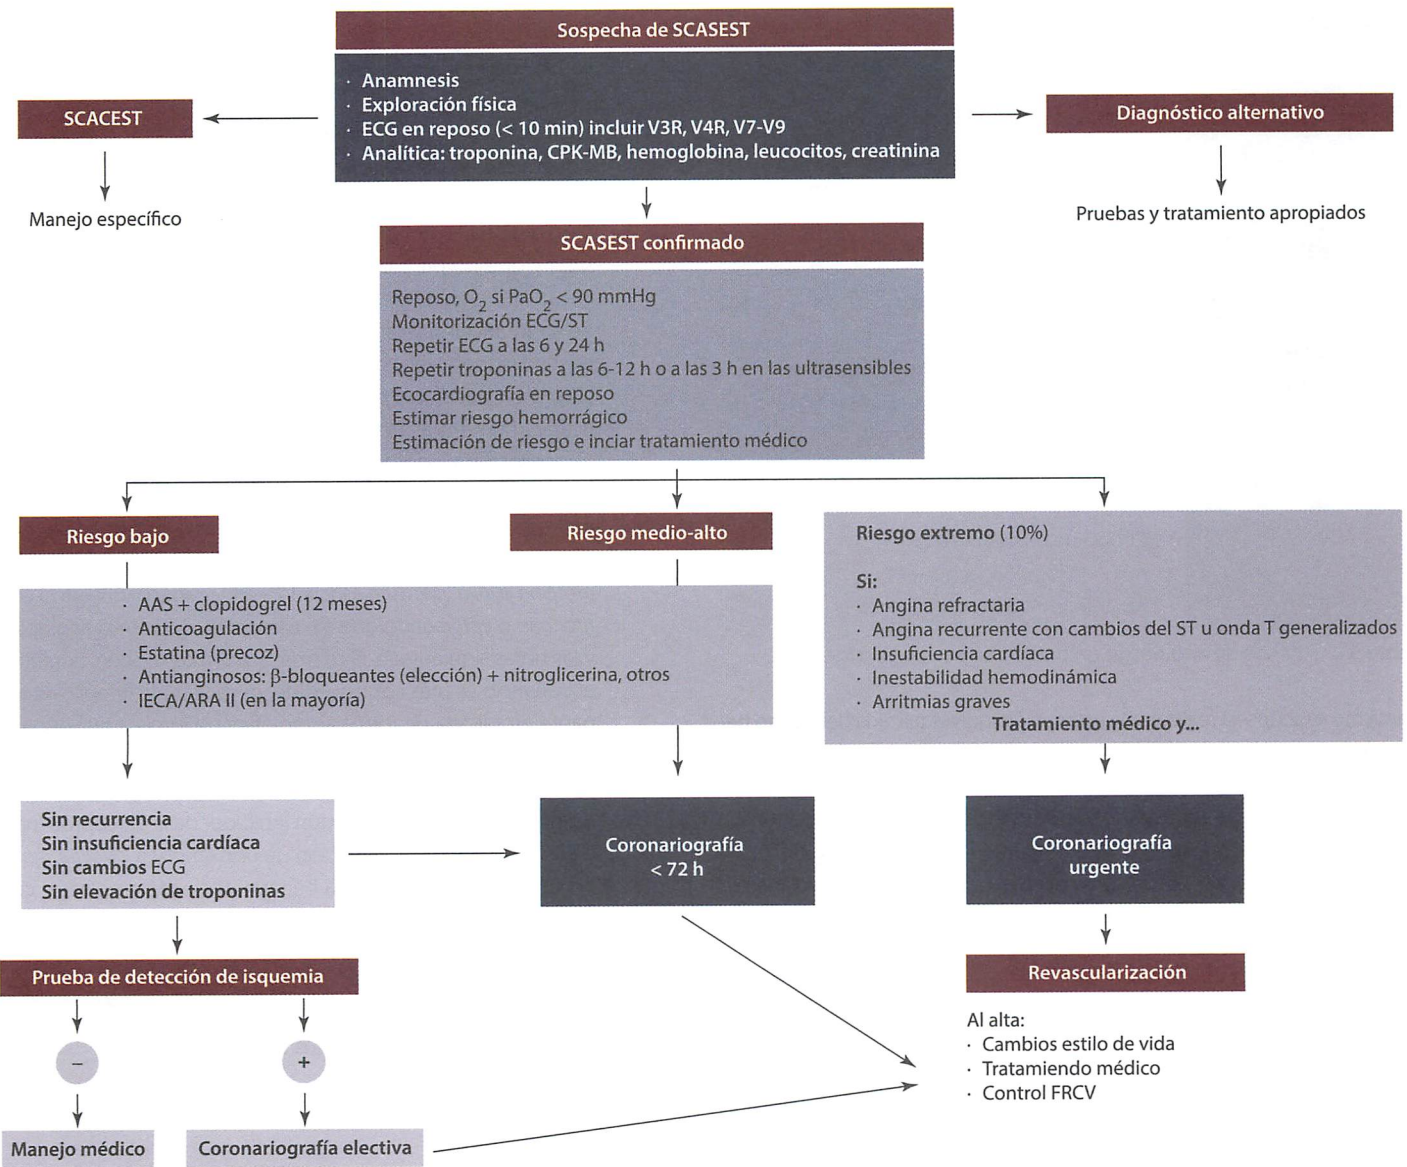 Sospecha de SCASEST
· Anamnesis
· Exploración física
· ECG en reposo (< 10 min) incluir V3R, V4R, V7-V9
· Analítica: troponina, CPK-MB, hemoglobina, leucocitos, creatinina
SCACEST
Manejo específico
Diagnóstico alternativo
Pruebas y tratamiento apropiados
SCASEST confirmado
Reposo, O2 si PaO2 < 90 mmHg
Monitorización ECG/ST
Repetir ECG a las 6 y 24 h
Repetir troponinas a las 6-12 h o a las 3 h en las ultrasensibles
Ecocardiografía en reposo
Estimar riesgo hemorrágico
Estimación de riesgo e inciar tratamiento médico
Riesgo bajo
Riesgo medio-alto
· AAS + clopidogrel (12 meses)
· Anticoagulación
· Estatina (precoz)
· Antianginosos: β-bloqueantes (elección) + nitroglicerina, otros
· IECA/ARA II (en la mayoría)
Riesgo extremo (10%)
Si:
· Angina refractaria
· Angina recurrente con cambios del ST u onda T generalizados
· Insuficiencia cardíaca
· Inestabilidad hemodinámica
· Arritmias graves
Tratamiento médico y...
Sin recurrencia
Sin insuficiencia cardíaca
Sin cambios ECG
Sin elevación de troponinas
Coronariografía
< 72 h
Coronariografía
urgente
Prueba de detección de isquemia
–
+
Manejo médico
Coronariografía electiva
Revascularización
Al alta:
· Cambios estilo de vida
· Tratamiendo médico
· Control FRCV